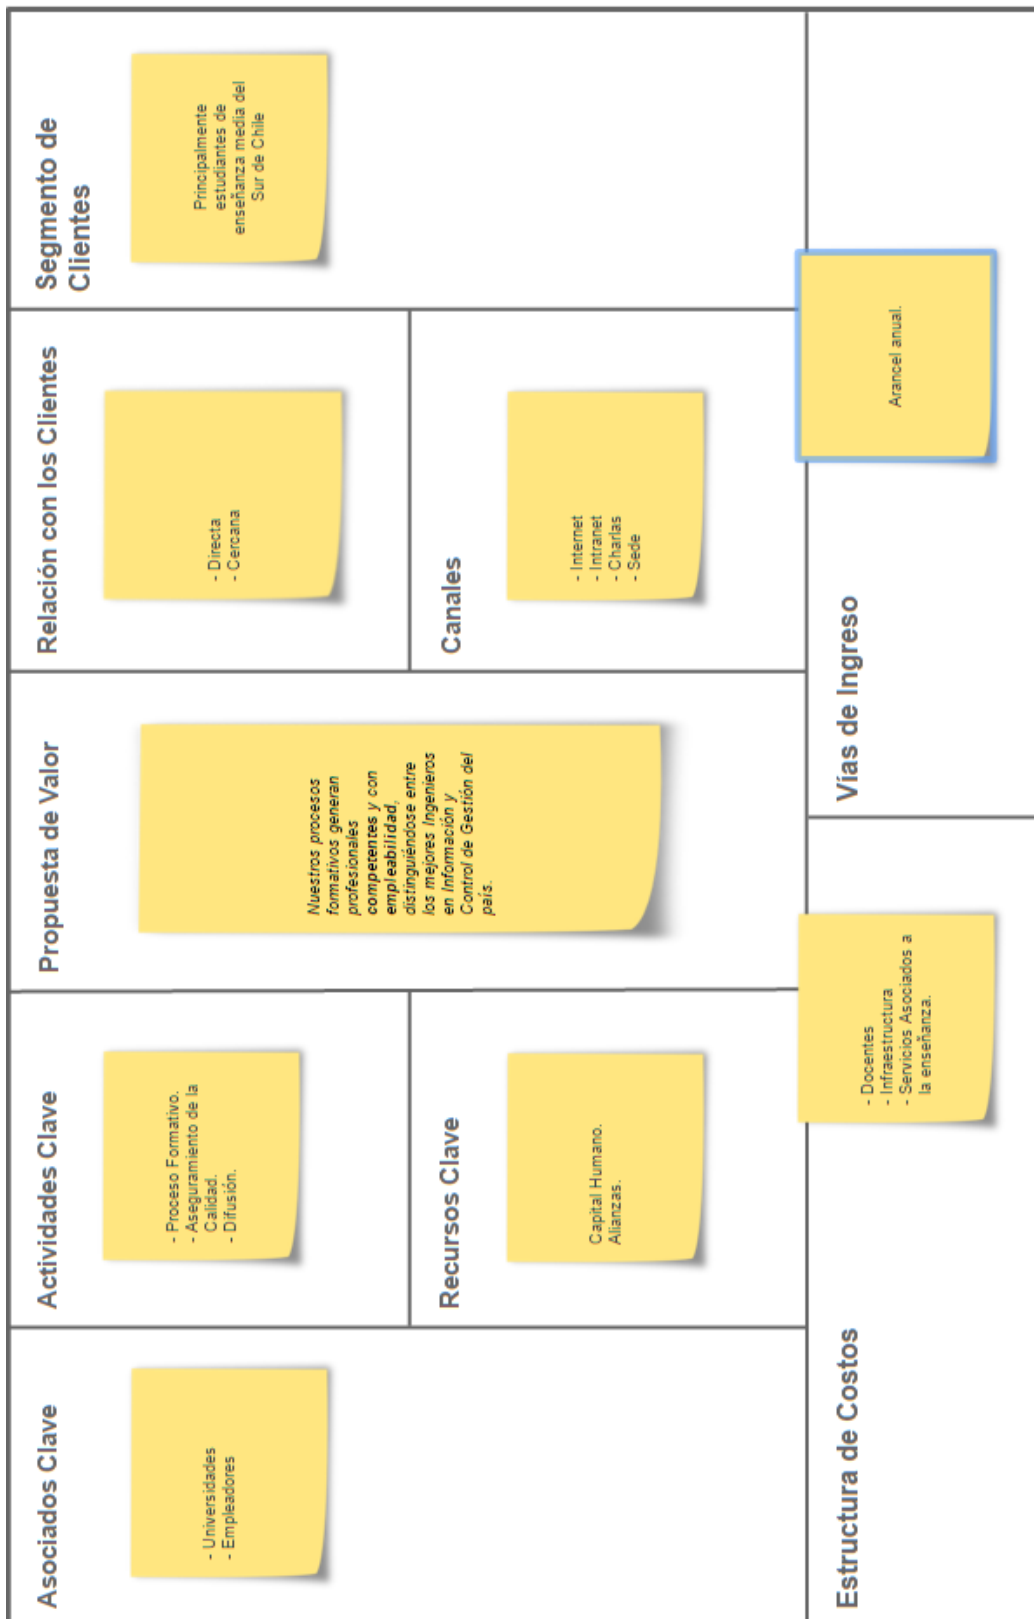 Asociados Clave
- Universidades
- Empleadores
Actividades Clave
- Proceso Formativo.
- Aseguramiento de la
Calidad.
- Difusión.
Recursos Clave
Capital Humano.
Alianzas.
Propuesta de Valor
Nuestros procesos
formativos generan
profesionales
competentes y con
empleabilidad,
distinguiéndose entre
los mejores Ingenieros
en Información y
Control de Gestión del
país.
Relación con los Clientes
- Directa
- Cercana
Canales
- Internet
- Intranet
- Charlas
- Sede
Segmento de
Clientes
Principalmente
estudiantes de
enseñanza media del
Sur de Chile
Estructura de Costos
- Docentes
- Infraestructura
- Servicios Asociados a
la enseñanza.
Vías de Ingreso
Arancel anual.